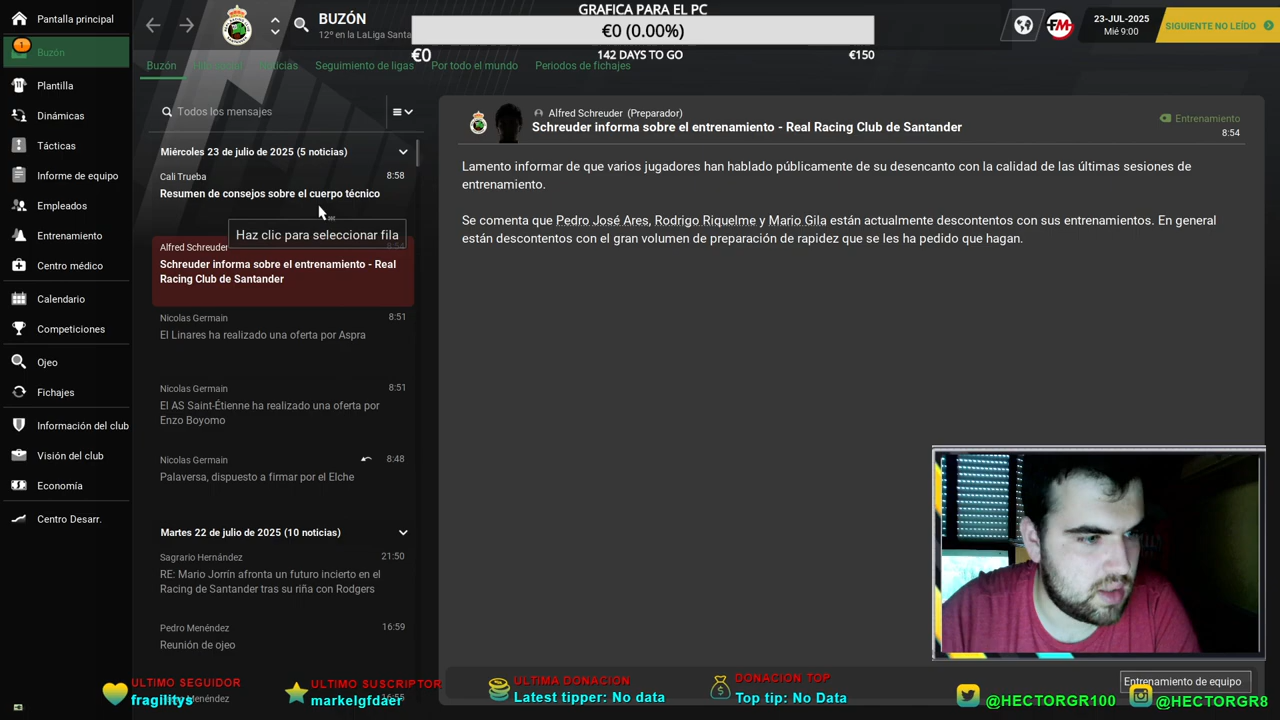 Pantalla principal
1
Buzón
Plantilla
Dinámicas
Tácticas
Informe de equipo
Empleados
Entrenamiento
Centro médico
Calendario
Competiciones
Ojeo
Fichajes
Información del club
Visión del club
Economía
Centro Desarr.
BUZÓN
12º en la LaLiga Santa
GRAFICA PARA EL PC
€0 (0.00%)
€0
142 DAYS TO GO
€150
FM
23-JUL-2025
Mié 9:00
SIGUIENTE NO LEÍDO
Buzón
Noticias
Seguimiento de ligas
Por todo el mundo
Periodos de fichajes
Todos los mensajes
Miércoles 23 de julio de 2025 (5 noticias)
Cali Trueba
8:58
Resumen de consejos sobre el cuerpo técnico
Haz clic para seleccionar fila
Alfred Schreuder
8:54
Schreuder informa sobre el entrenamiento - Real
Racing Club de Santander
Nicolas Germain
8:51
El Linares ha realizado una oferta por Aspra
Nicolas Germain
8:51
El AS Saint-Étienne ha realizado una oferta por
Enzo Boyomo
Nicolas Germain
8:48
Palaversa, dispuesto a firmar por el Elche
Martes 22 de julio de 2025 (11 noticias)
Sagrario Hernández
21:50
RE: Mario Jorrín afronta un futuro incierto en el
Racing de Santander tras su riña con Rodgers
Pedro Menéndez
16:59
Reunión de ojeo
Menéndez
16:55
Alfred Schreuder (Preparador)
Schreuder informa sobre el entrenamiento - Real Racing Club de Santander
Entrenamiento
8:54
Lamento informar de que varios jugadores han hablado públicamente de su desencanto con la calidad de las últimas sesiones de
entrenamiento.
Se comenta que Pedro José Ares, Rodrigo Riquelme y Mario Gila están actualmente descontentos con sus entrenamientos. En general
están descontentos con el gran volumen de preparación de rapidez que se les ha pedido que hagan.
Entrenamiento de equipo
ULTIMO SEGUIDOR
fragilitys
ULTIMO SUSCRIPTOR
markelgfdaer
ULTIMA DONACION
Latest tipper: No data
DONACION TOP
Top tip: No Data
@HECTORGR100
@HECTORGR8